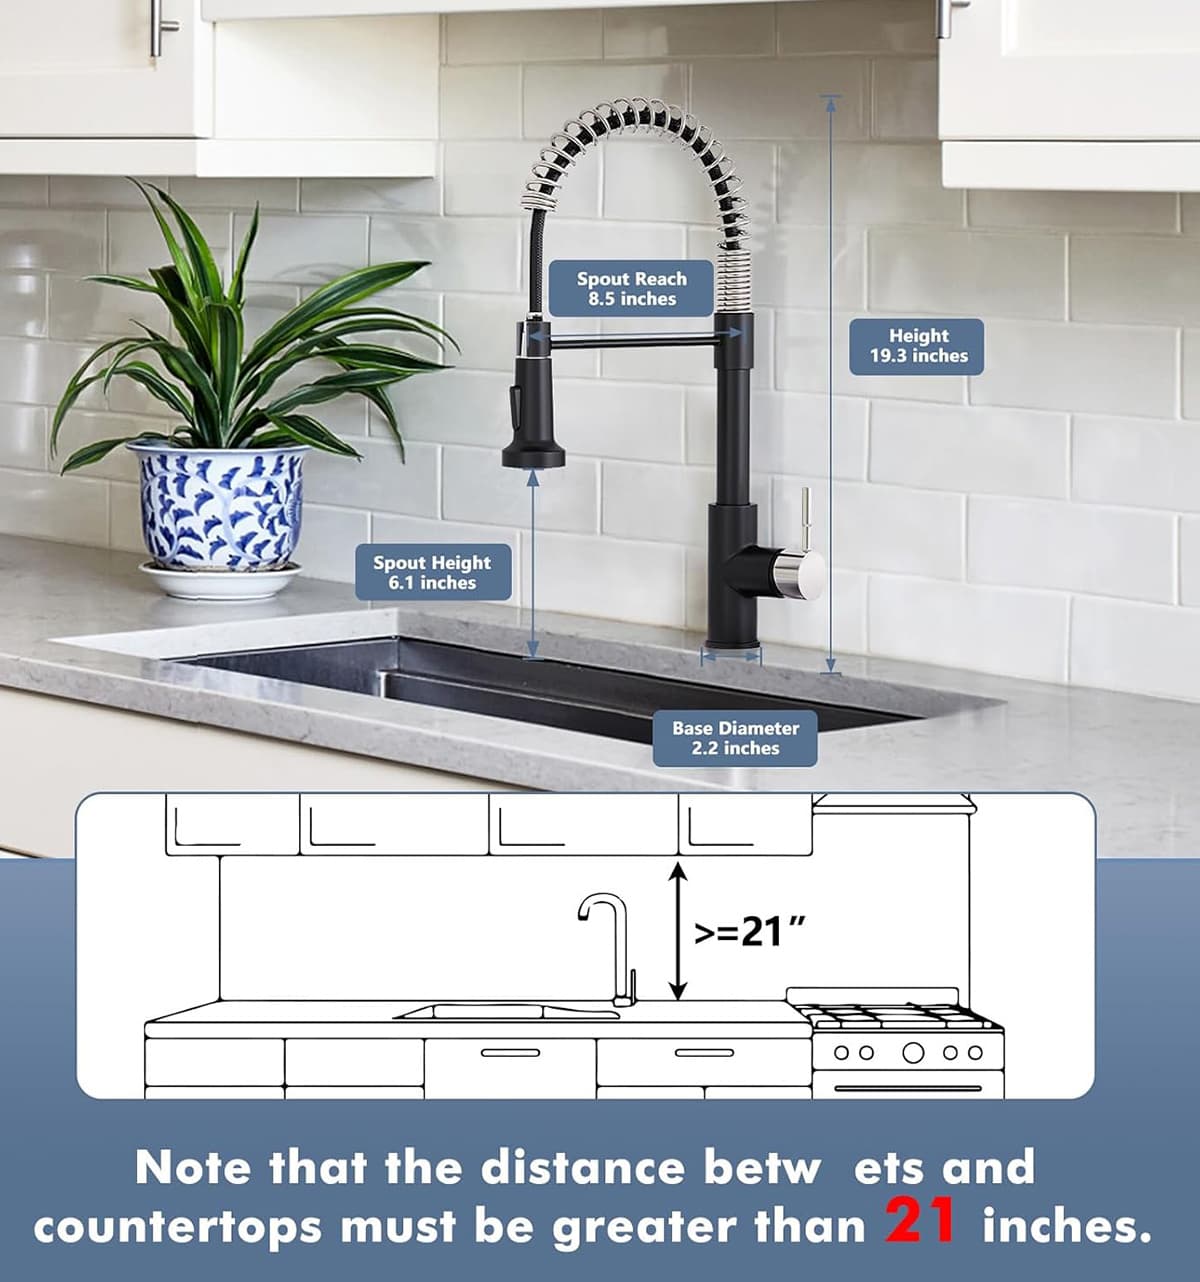 Spout Reach
8.5 inches
Height
19.3 inches
Spout Height
6.1 inches
Base Diameter
2.2 inches
>=21"
Note that the distance betw ets and
countertops must be greater than 21 inches.